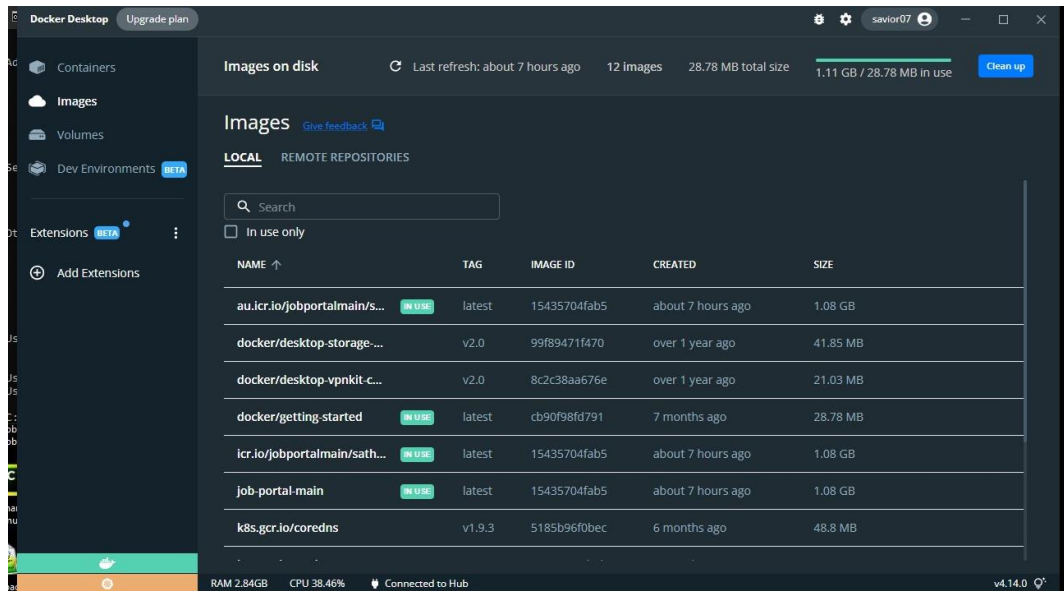 Docker Desktop Upgrade plan savior07
Containers
Images
Volumes
Dev Environments BETA
Extensions BETA
Add Extensions
Images on disk Last refresh: about 7 hours ago 12 images 28.78 MB total size 1.11 GB / 28.78 MB in use Clean up
Images Give feedback
LOCAL REMOTE REPOSITORIES
Search
In use only
NAME TAG IMAGE ID CREATED SIZE
au.icr.io/jobportalmain/s... IN USE latest 15435704fab5 about 7 hours ago 1.08 GB
docker/desktop-storage-... v2.0 99f89471f470 over 1 year ago 41.85 MB
docker/desktop-vpnkit-c... v2.0 8c2c38aa676e over 1 year ago 21.03 MB
docker/getting-started IN USE latest cb90f98fd791 7 months ago 28.78 MB
icr.io/jobportalmain/sath... IN USE latest 15435704fab5 about 7 hours ago 1.08 GB
job-portal-main IN USE latest 15435704fab5 about 7 hours ago 1.08 GB
k8s.gcr.io/coredns v1.9.3 5185b96f0bec 6 months ago 48.8 MB
RAM 2.84GB CPU 38.46% Connected to Hub v4.14.0